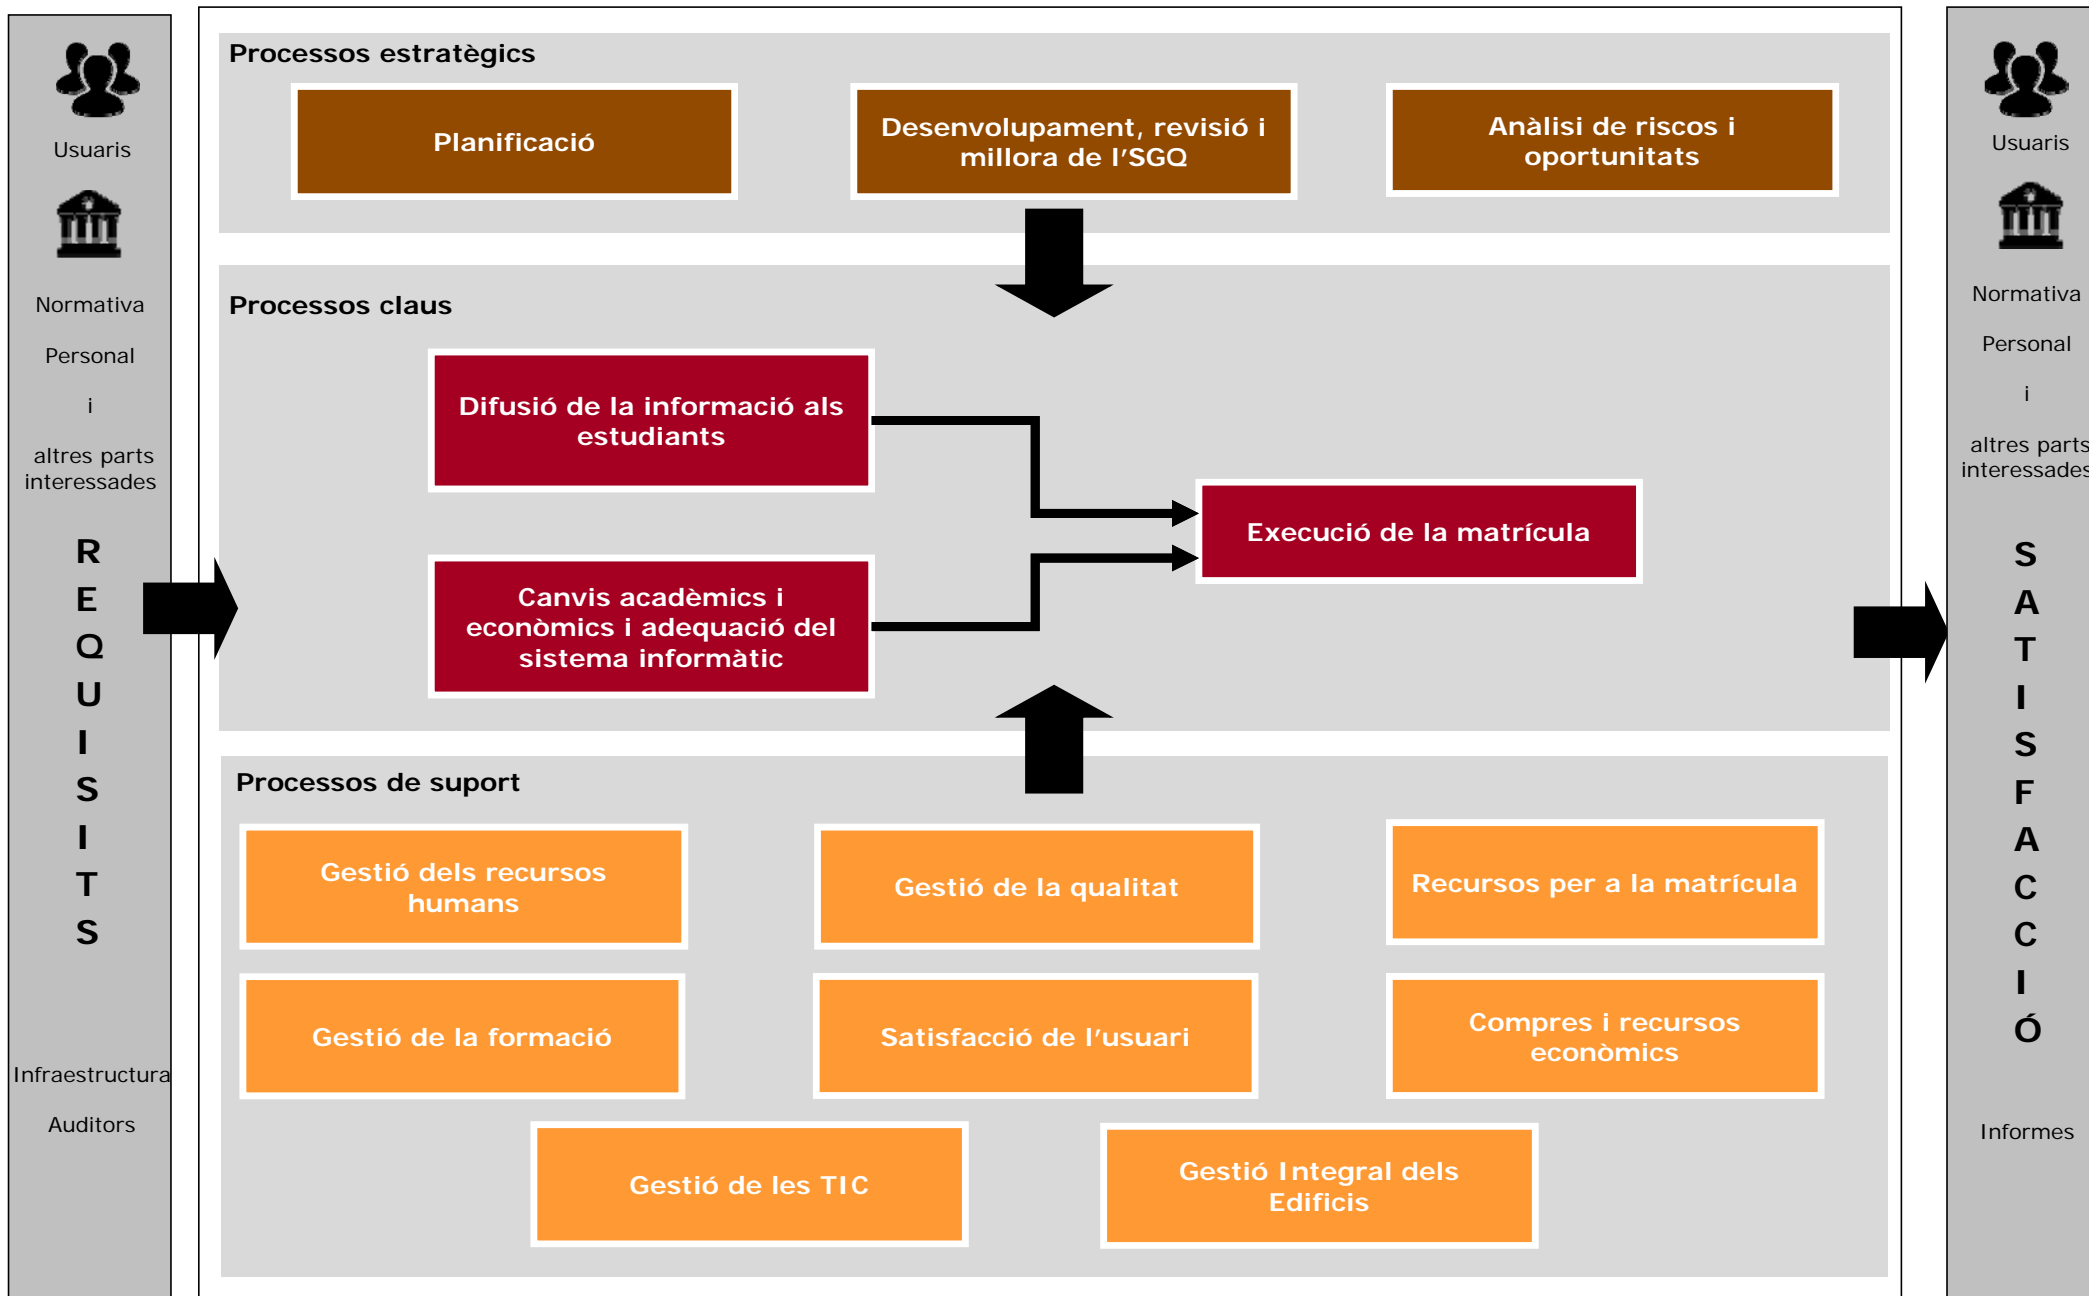 Usuaris
Normativa
Personal
i
altres parts
interessades
R
E
Q
U
I
S
I
T
S
Infraestructura
Auditors
Processos estratègics
Planificació
Desenvolupament, revisió i
millora de l'SGQ
Anàlisi de riscos i
oportunitats
Processos claus
Difusió de la informació als
estudiants
Canvis acadèmics i
econòmics i adequació del
sistema informàtic
Execució de la matrícula
Processos de suport
Gestió dels recursos
humans
Gestió de la qualitat
Recursos per a la matrícula
Gestió de la formació
Satisfacció de l'usuari
Compres i recursos
econòmics
Gestió de les TIC
Gestió Integral dels
Edificis
Usuaris
Normativa
Personal
i
altres parts
interessades
S
A
T
I
S
F
A
C
C
I
Ó
Informes